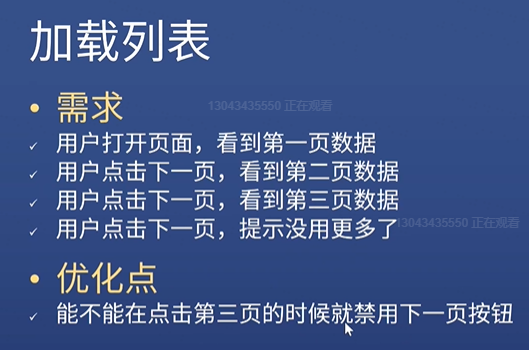 加载列表
需求
13043435550 正在观看
用户打开页面，看到第一页数据
用户点击下一页，看到第二页数据
用户点击下一页，看到第三页数据
用户点击下一页，提示没用更多了
13043435550 正在观看
优化点
能不能在点击第三页的时候就禁用下一页按钮